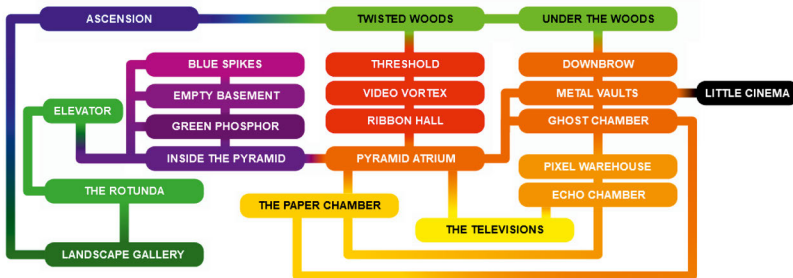 ASCENSION
TWISTED WOODS
UNDER THE WOODS
BLUE SPIKES
THRESHOLD
DOWNBROW
EMPTY BASEMENT
VIDEO VORTEX
METAL VAULTS
LITTLE CINEMA
ELEVATOR
GREEN PHOSPHOR
RIBBON HALL
GHOST CHAMBER
INSIDE THE PYRAMID
PYRAMID ATRIUM
PIXEL WAREHOUSE
THE ROTUNDA
ECHO CHAMBER
THE PAPER CHAMBER
THE TELEVISIONS
LANDSCAPE GALLERY